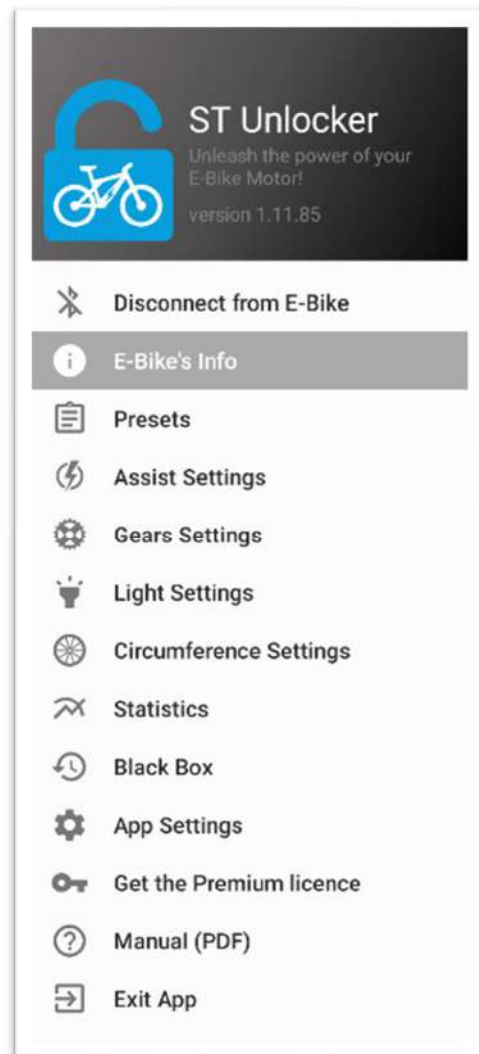 ST Unlocker
Unleash the power of your
E-Bike Motor!
version 1.11.85
Disconnect from E-Bike
E-Bike's Info
Presets
Assist Settings
Gears Settings
Light Settings
Circumference Settings
Statistics
Black Box
App Settings
Get the Premium licence
Manual (PDF)
Exit App